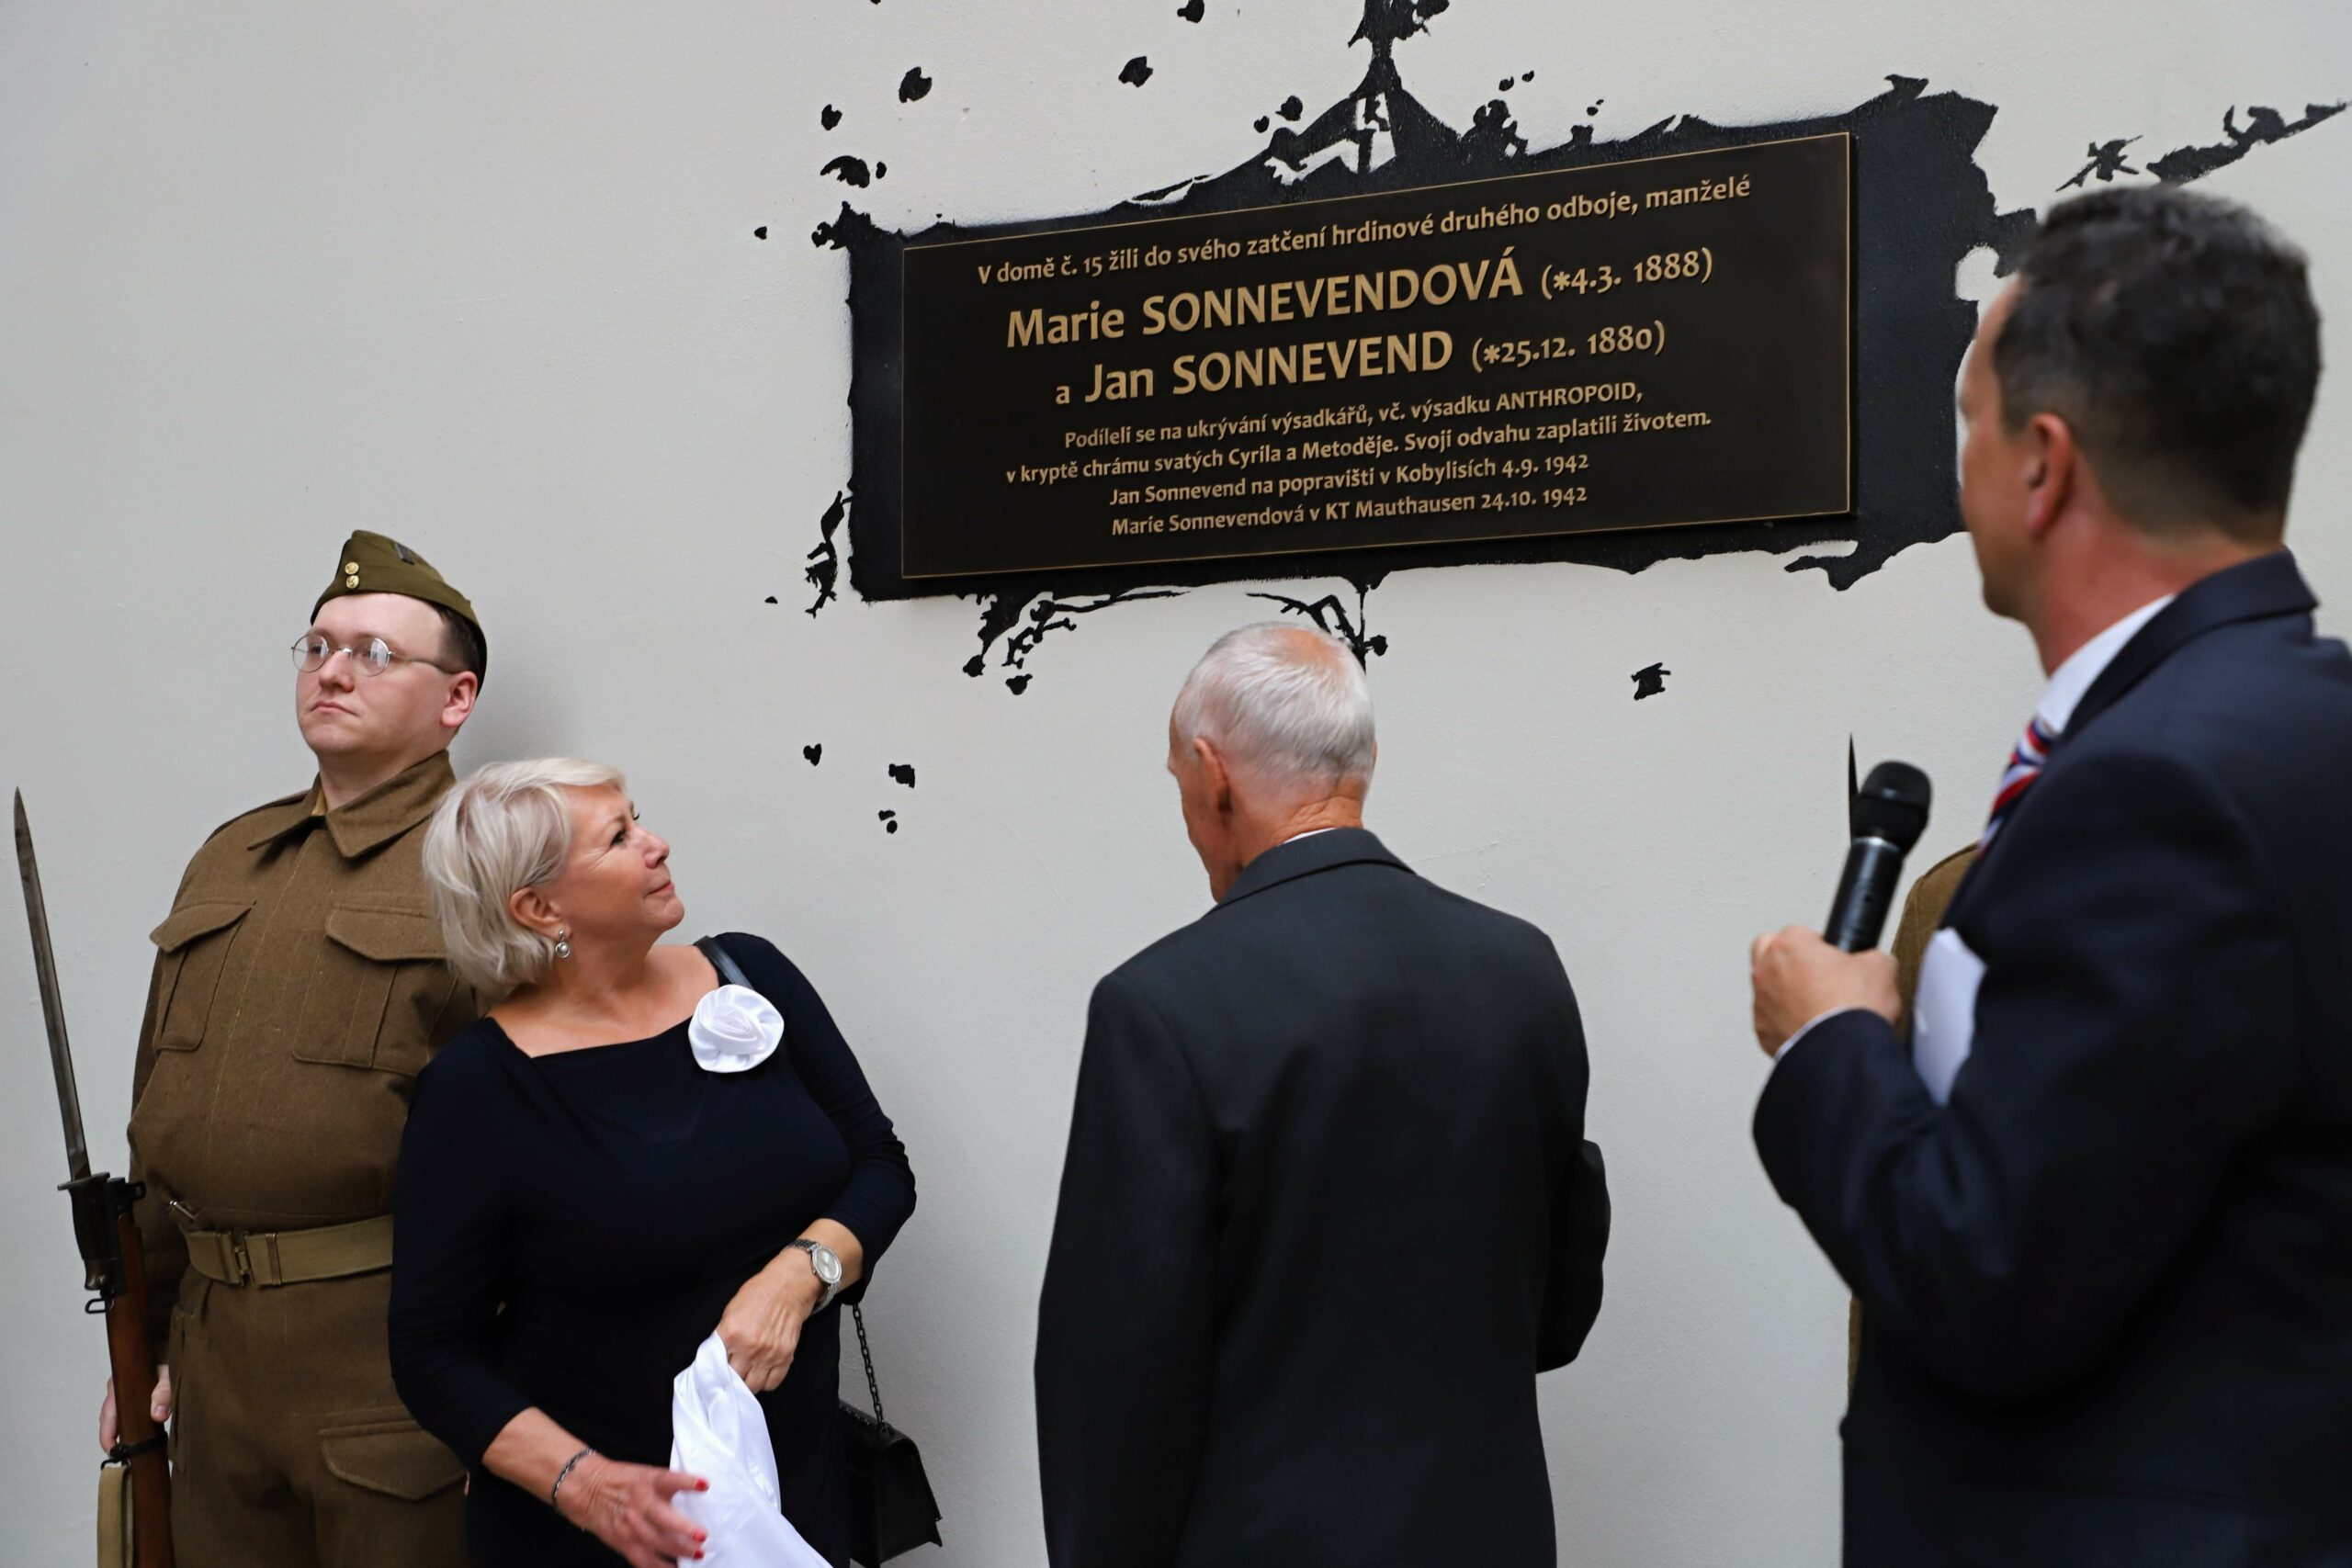 V domě č. 15 žili do svého zatčení hrdinové druhého odboje, manželé
Marie SONNEVENDOVÁ (*4.3. 1888)
a Jan SONNEVEND (*25.12. 1880)
Podíleli se na ukrývání výsadkářů, vč. výsadku ANTHROPOID,
v kryptě chrámu svatých Cyrila a Metoděje. Svoji odvahu zaplatili životem.
Jan Sonnevend na popravišti v Kobylisích 4.9. 1942
Marie Sonnevendová v KT Mauthausen 24.10. 1942